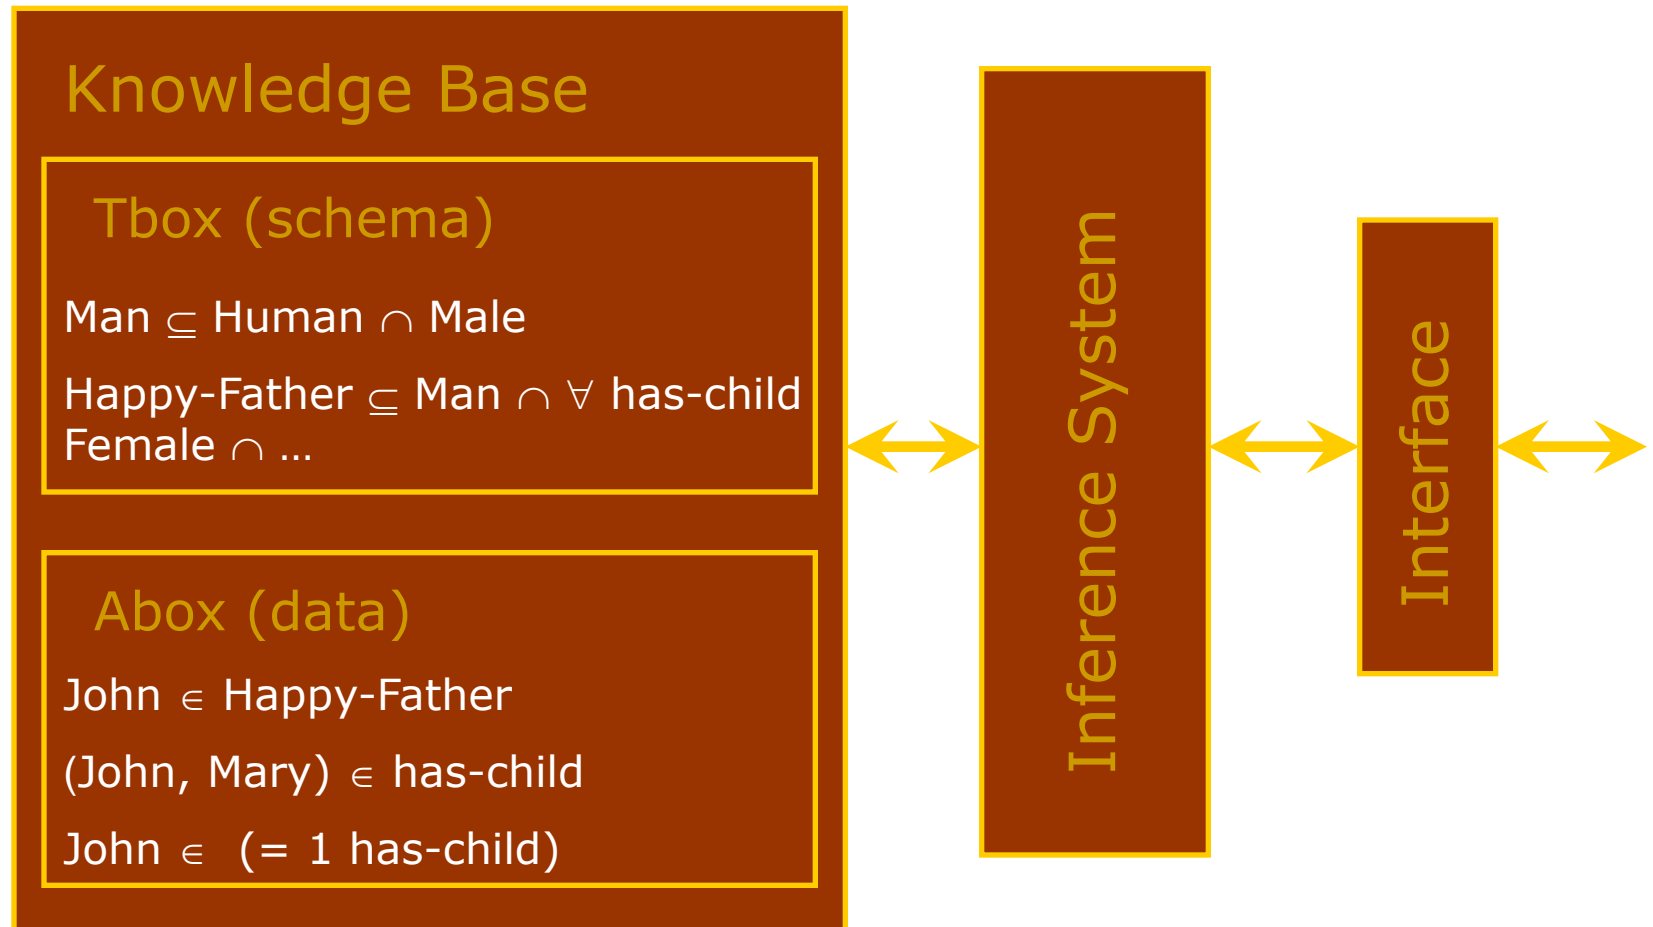 Knowledge Base
Tbox (schema)
Man ⊆ Human ∩ Male
Happy-Father ⊆ Man ∩ ∀ has-child
Female ∩ …
Abox (data)
John ∈ Happy-Father
(John, Mary) ∈ has-child
John ∈ (= 1 has-child)
Inference System
Interface